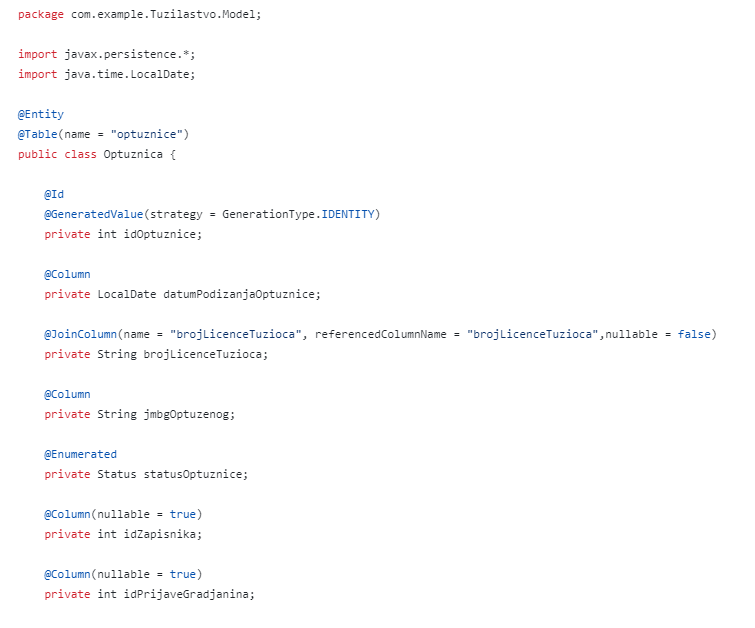 package com.example.Tuzilastvo.Model;
import javax.persistence.*;
import java.time.LocalDate;
@Entity
@Table(name = "optuznice")
public class Optuznica {
@Id
@GeneratedValue(strategy = GenerationType.IDENTITY)
private int idOptuznice;
@Column
private LocalDate datumPodizanjaOptuznice;
@JoinColumn(name = "brojLicenceTuzioca", referencedColumnName = "brojLicenceTuzioca",nullable = false)
private String brojLicenceTuzioca;
@Column
private String jmbgOptuzenog;
@Enumerated
private Status statusOptuznice;
@Column(nullable = true)
private int idZapisnika;
@Column(nullable = true)
private int idPrijaveGradjanina;